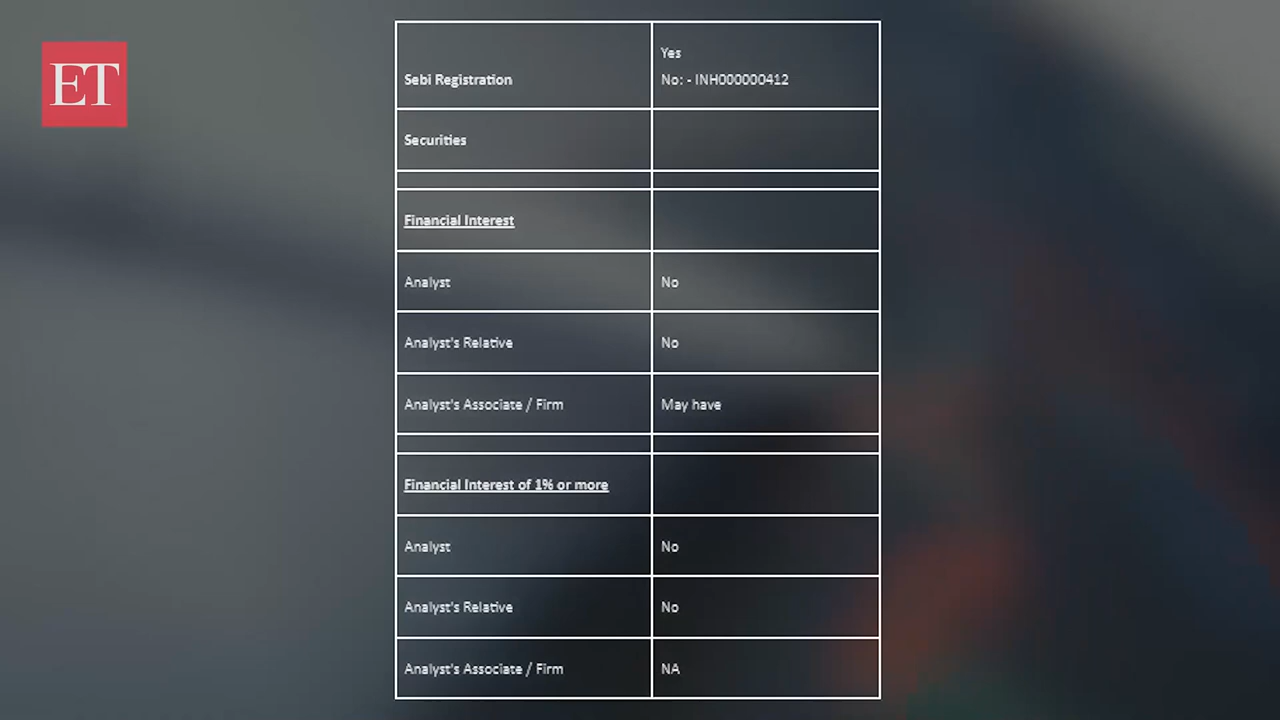 ET
Yes
Sebi Registration
No: - INH000000412
Securities
Financial Interest
Analyst
No
Analyst's Relative
No
Analyst's Associate / Firm
May have
Financial Interest of 1% or more
Analyst
No
Analyst's Relative
No
Analyst's Associate / Firm
NA